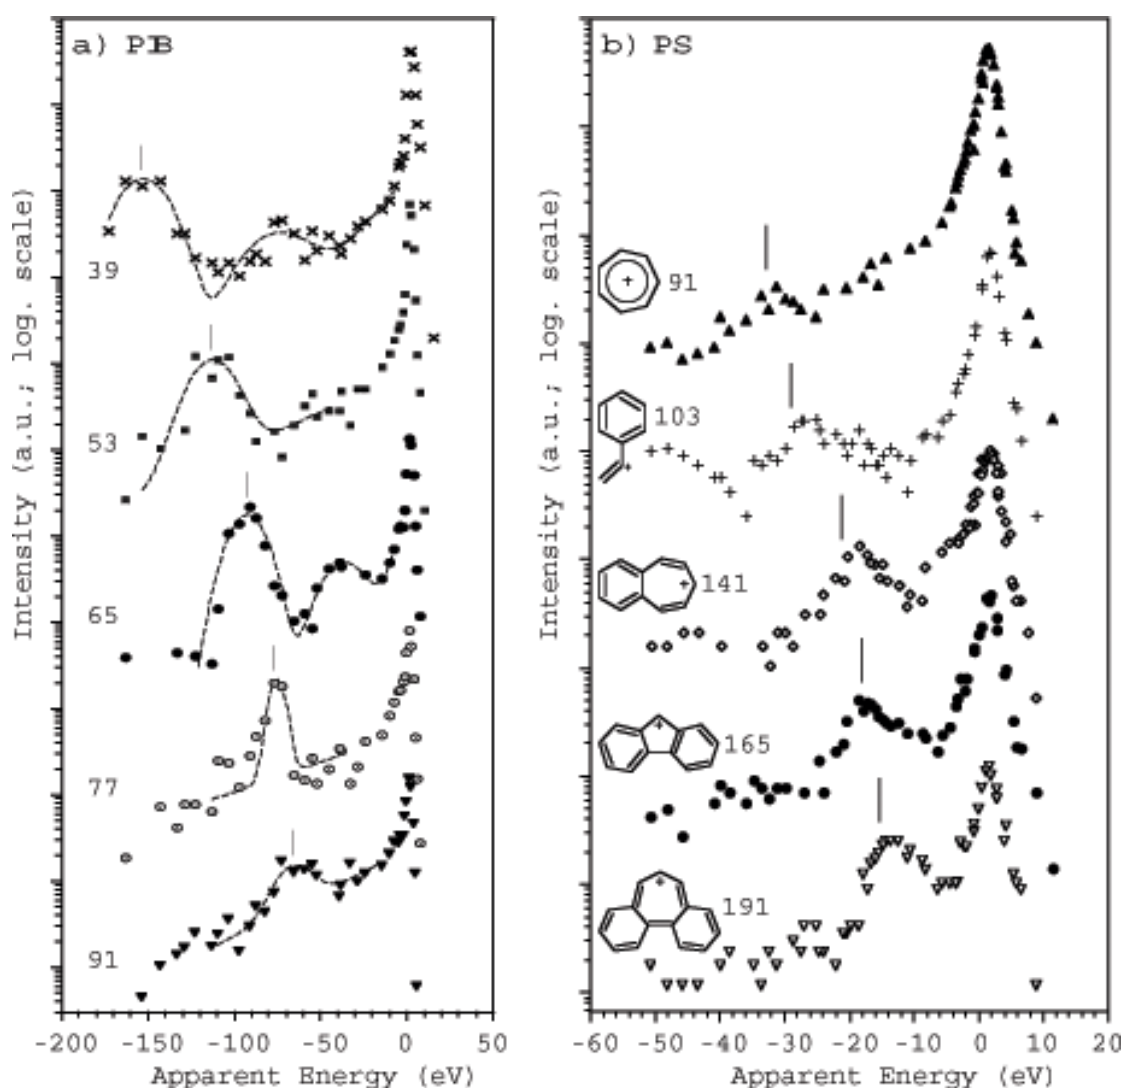 a) PIB
Intensity (a.u.; log. scale)
39
53
65
77
91
-200 -150 -100 -50 0 50
Apparent Energy (eV)
b) PS
Intensity (a.u.; log. scale)
+ 91
103
+
+ 141
+ 165
+ 191
-60 -50 -40 -30 -20 -10 0 10 20
Apparent Energy (eV)